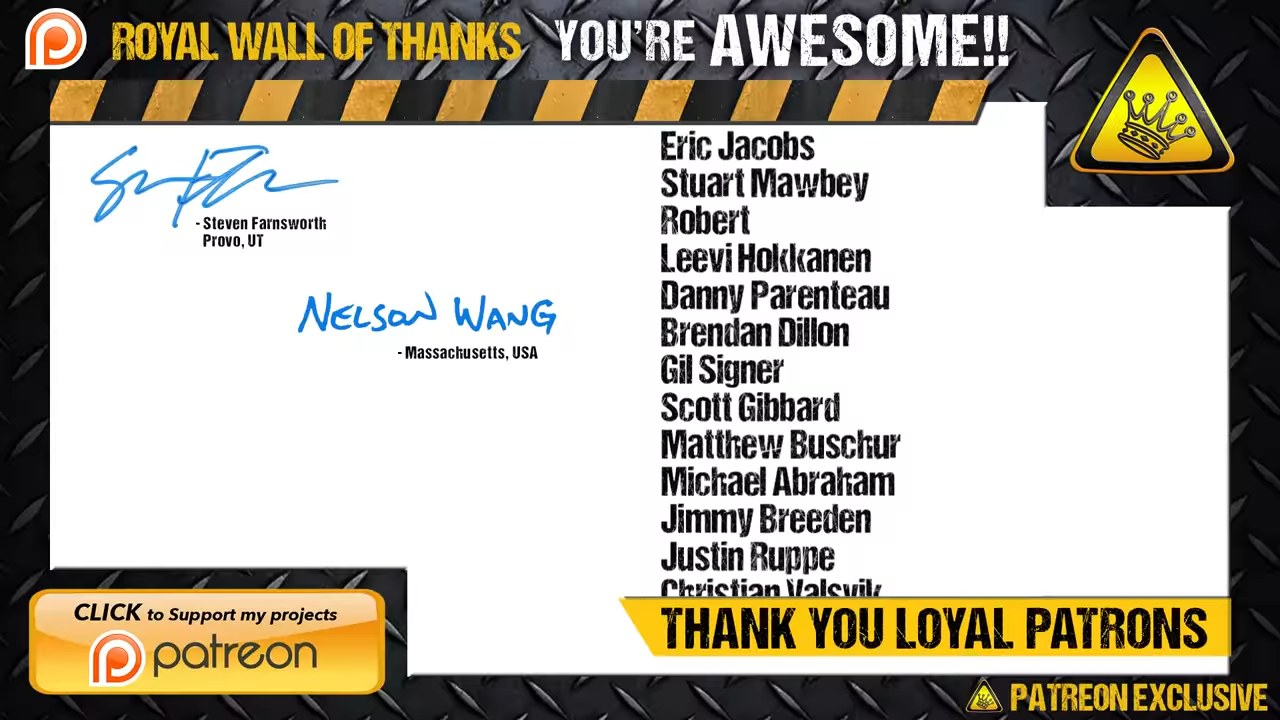 ROYAL WALL OF THANKS YOU'RE AWESOME!!
- Steven Farnsworth
Provo, UT
NELSON WANG
- Massachusetts, USA
Eric Jacobs
Stuart Mawbey
Robert
Leevi Hokkanen
Danny Parenteau
Brendan Dillon
Gil Signer
Scott Gibbard
Matthew Buschur
Michael Abraham
Jimmy Breeden
Justin Ruppe
Christian Valsvik
THANK YOU LOYAL PATRONS
CLICK to Support my projects
patreon
PATREON EXCLUSIVE